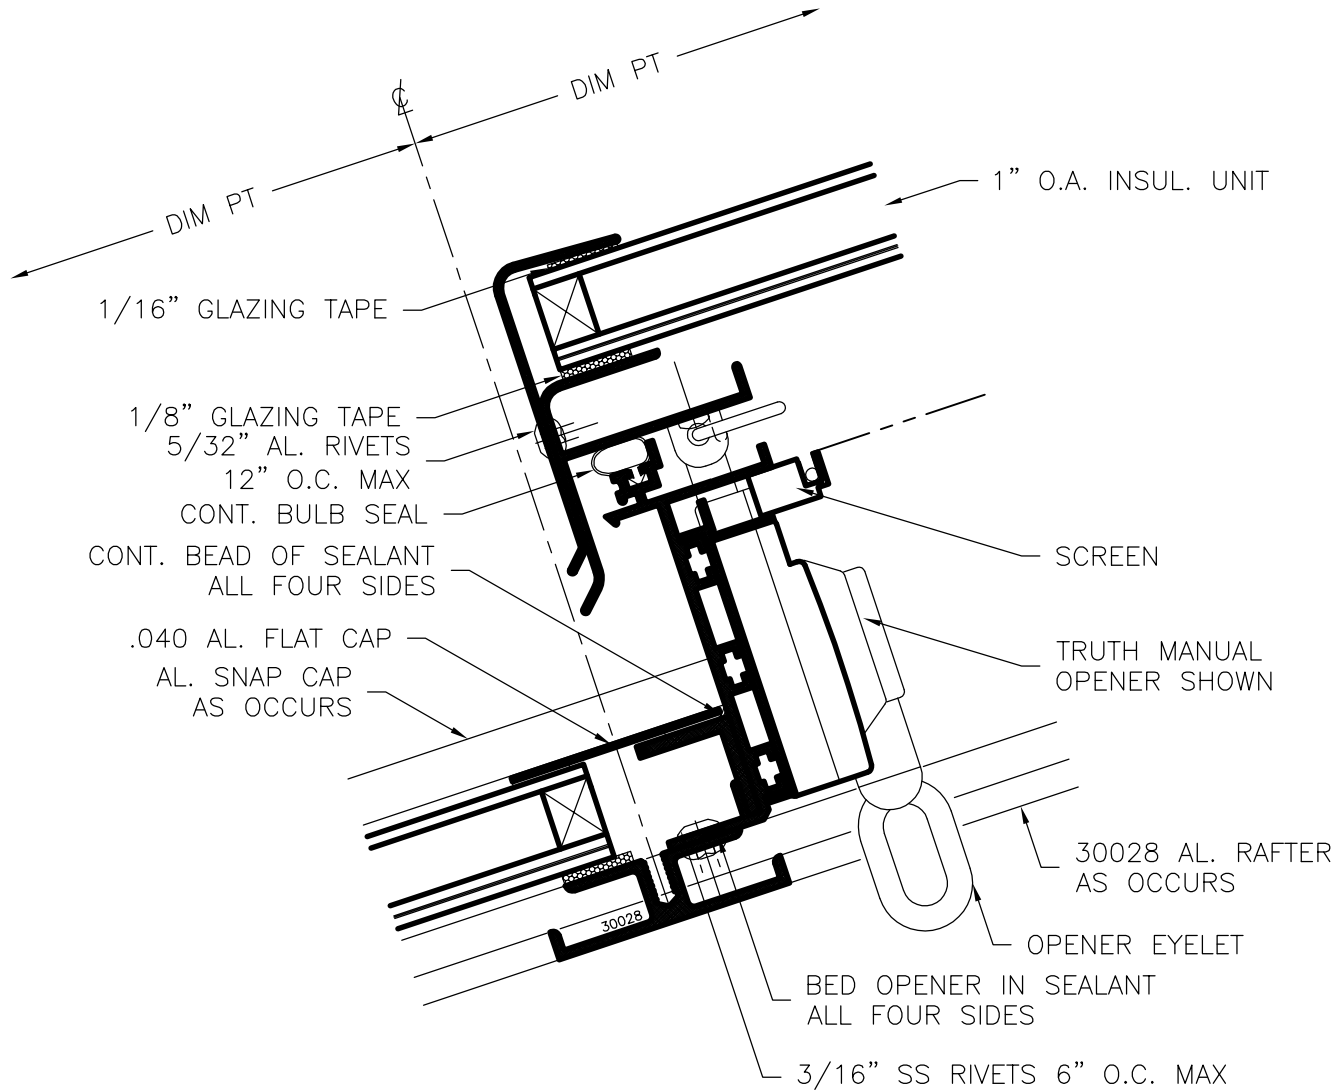 DIM PT
℄
DIM PT
1" O.A. INSUL. UNIT
1/16" GLAZING TAPE
1/8" GLAZING TAPE
5/32" AL. RIVETS
12" O.C. MAX
CONT. BULB SEAL
CONT. BEAD OF SEALANT
ALL FOUR SIDES
SCREEN
.040 AL. FLAT CAP
AL. SNAP CAP
AS OCCURS
TRUTH MANUAL
OPENER SHOWN
30028 AL. RAFTER
AS OCCURS
30028
OPENER EYELET
BED OPENER IN SEALANT
ALL FOUR SIDES
3/16" SS RIVETS 6" O.C. MAX